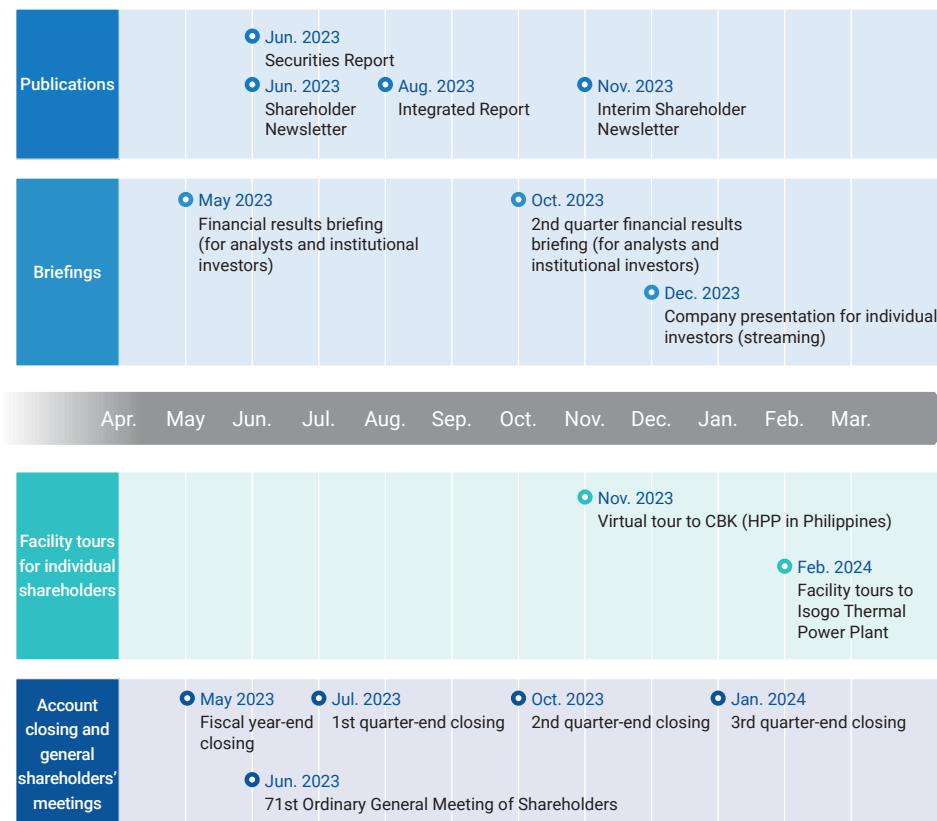 Publications
Jun. 2023
Securities Report
Jun. 2023
Shareholder
Newsletter
Aug. 2023
Integrated Report
Nov. 2023
Interim Shareholder
Newsletter
Briefings
May 2023
Financial results briefing
(for analysts and institutional
investors)
Oct. 2023
2nd quarter financial results
briefing (for analysts and
institutional investors)
Dec. 2023
Company presentation for individual
investors (streaming)
Apr. May Jun. Jul. Aug. Sep. Oct. Nov. Dec. Jan. Feb. Mar.
Facility tours
for individual
shareholders
Nov. 2023
Virtual tour to CBK (HPP in Philippines)
Feb. 2024
Facility tours to
Isogo Thermal
Power Plant
Account
closing and
general
shareholders’
meetings
May 2023
Fiscal year-end
closing
Jul. 2023
1st quarter-end closing
Oct. 2023
2nd quarter-end closing
Jan. 2024
3rd quarter-end closing
Jun. 2023
71st Ordinary General Meeting of Shareholders